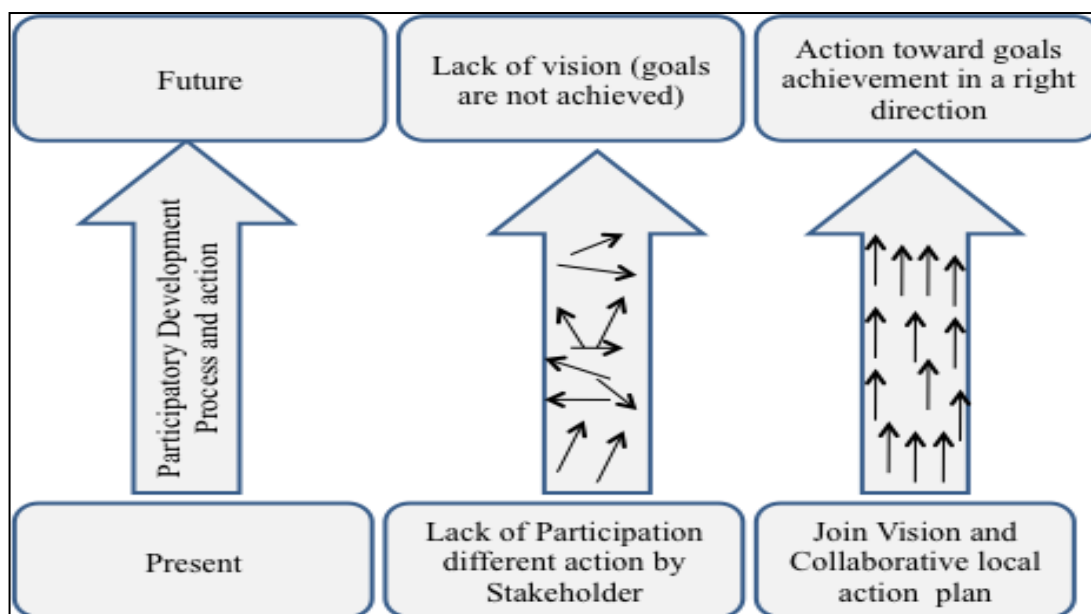 Future
Lack of vision (goals
are not achieved)
Action toward goals
achievement in a right
direction
Participatory Development
Process and action
Present
Lack of Participation
different action by
Stakeholder
Join Vision and
Collaborative local
action plan